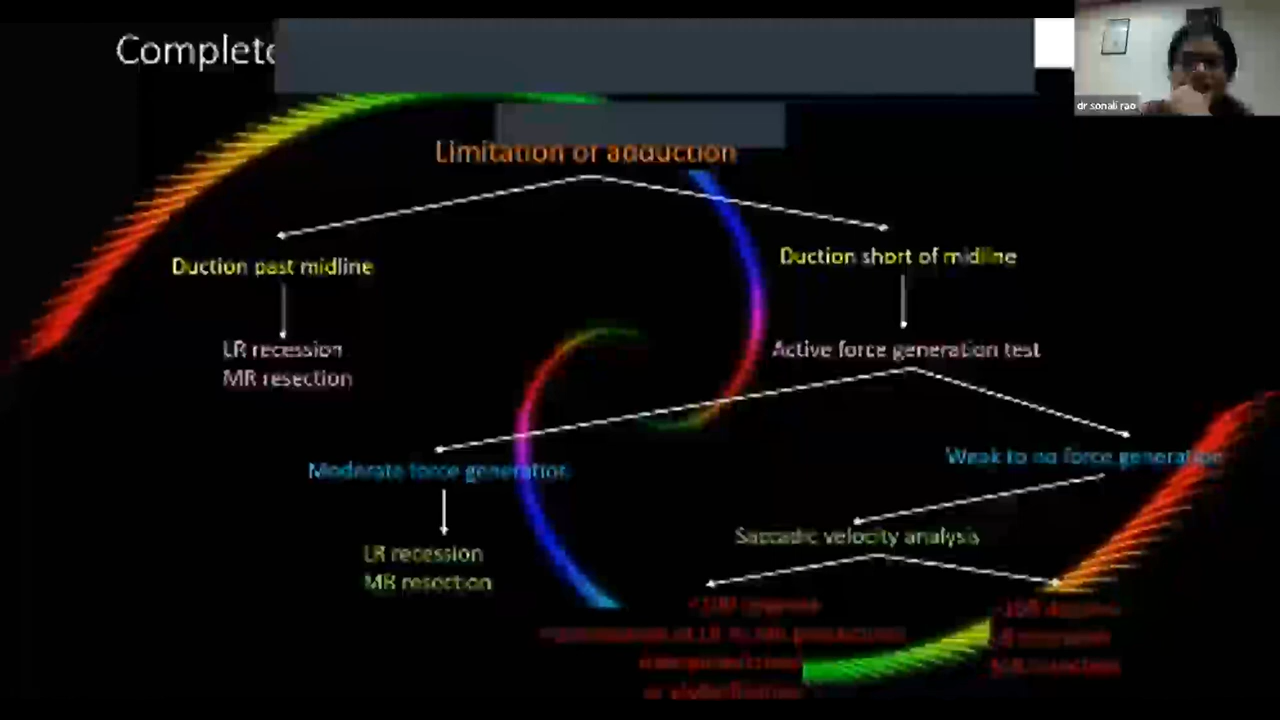 Complete
dr sonali rao
Limitation of adduction
Duction past midline
Duction short of midline
LR recession
MR resection
Active force generation test
Moderate force generation
Weak to no force generation
LR recession
MR resection
Saccadic velocity analysis